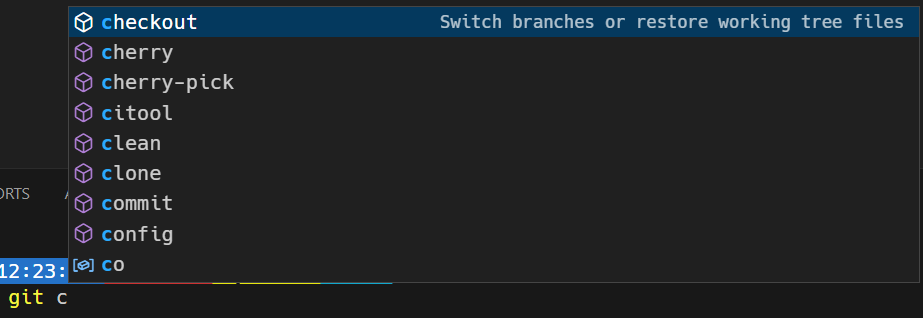 checkout Switch branches or restore working tree files
cherry
cherry-pick
citool
clean
clone
commit
config
co
ORTS
12:23:
git c